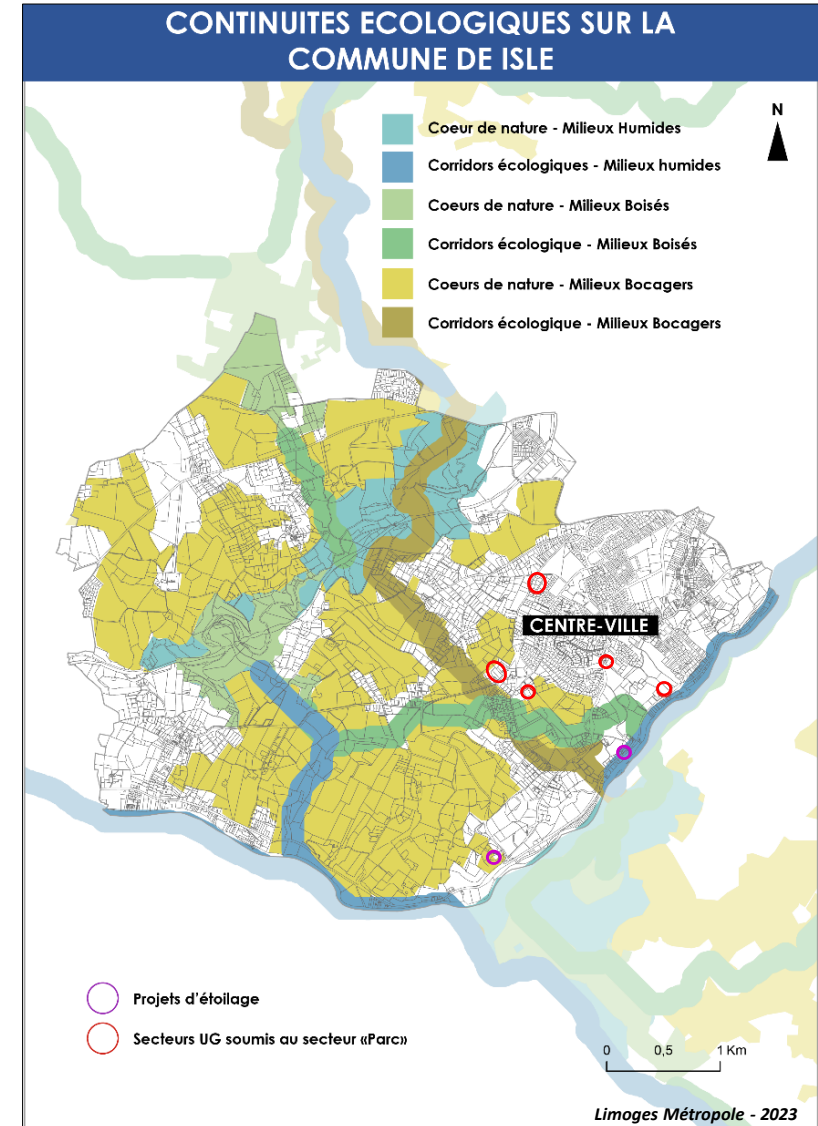 CONTINUITES ECOLOGIQUES SUR LA
COMMUNE DE ISLE
N
Coeur de nature - Milieux Humides
Corridors écologiques - Milieux humides
Coeurs de nature - Milieux Boisés
Corridors écologique - Milieux Boisés
Coeurs de nature - Milieux Bocagers
Corridors écologique - Milieux Bocagers
CENTRE-VILLE
Projets d'étoilage
Secteurs UG soumis au secteur «Parc»
0 0,5 1 Km
Limoges Métropole - 2023